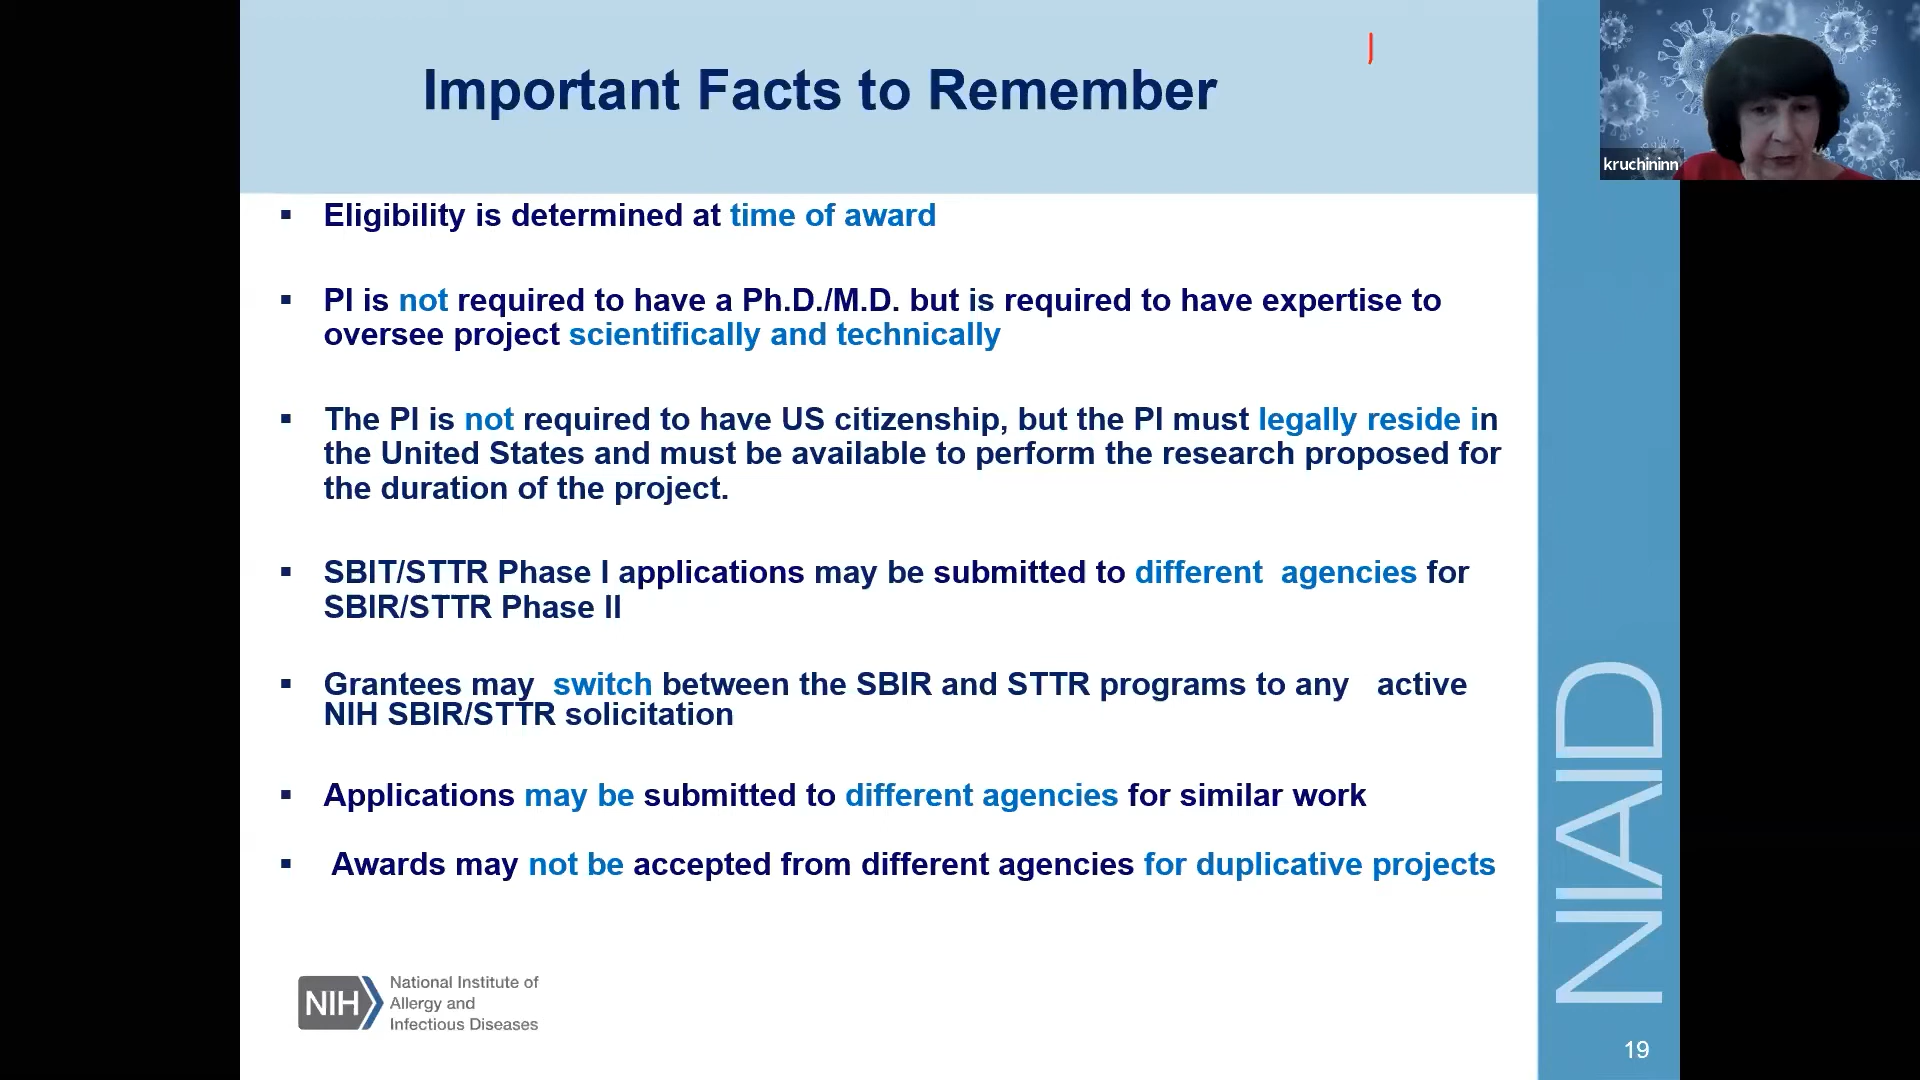 Important Facts to Remember
kruchininn
▪ Eligibility is determined at time of award
▪ PI is not required to have a Ph.D./M.D. but is required to have expertise to
oversee project scientifically and technically
▪ The PI is not required to have US citizenship, but the PI must legally reside in
the United States and must be available to perform the research proposed for
the duration of the project.
▪ SBIT/STTR Phase I applications may be submitted to different agencies for
SBIR/STTR Phase II
▪ Grantees may switch between the SBIR and STTR programs to any active
NIH SBIR/STTR solicitation
▪ Applications may be submitted to different agencies for similar work
▪ Awards may not be accepted from different agencies for duplicative projects
NIAID
NIH
National Institute of
Allergy and
Infectious Diseases
19